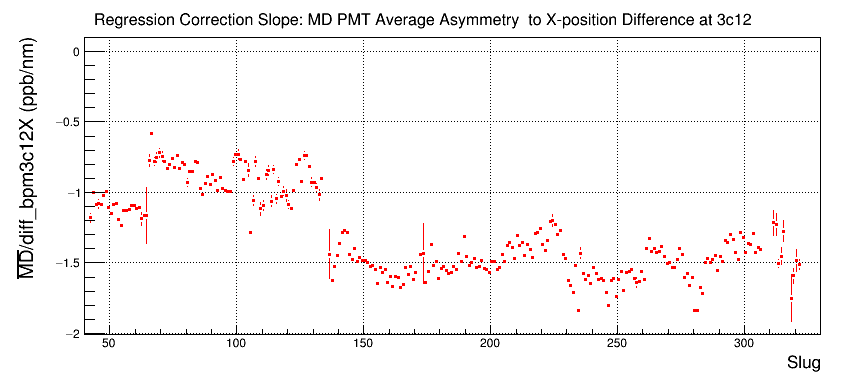 Regression Correction Slope: MD PMT Average Asymmetry to X-position Difference at 3c12
MD/diff_bpm3c12X (ppb/nm)
0
−0.5
−1
−1.5
−2
50 100 150 200 250 300
Slug